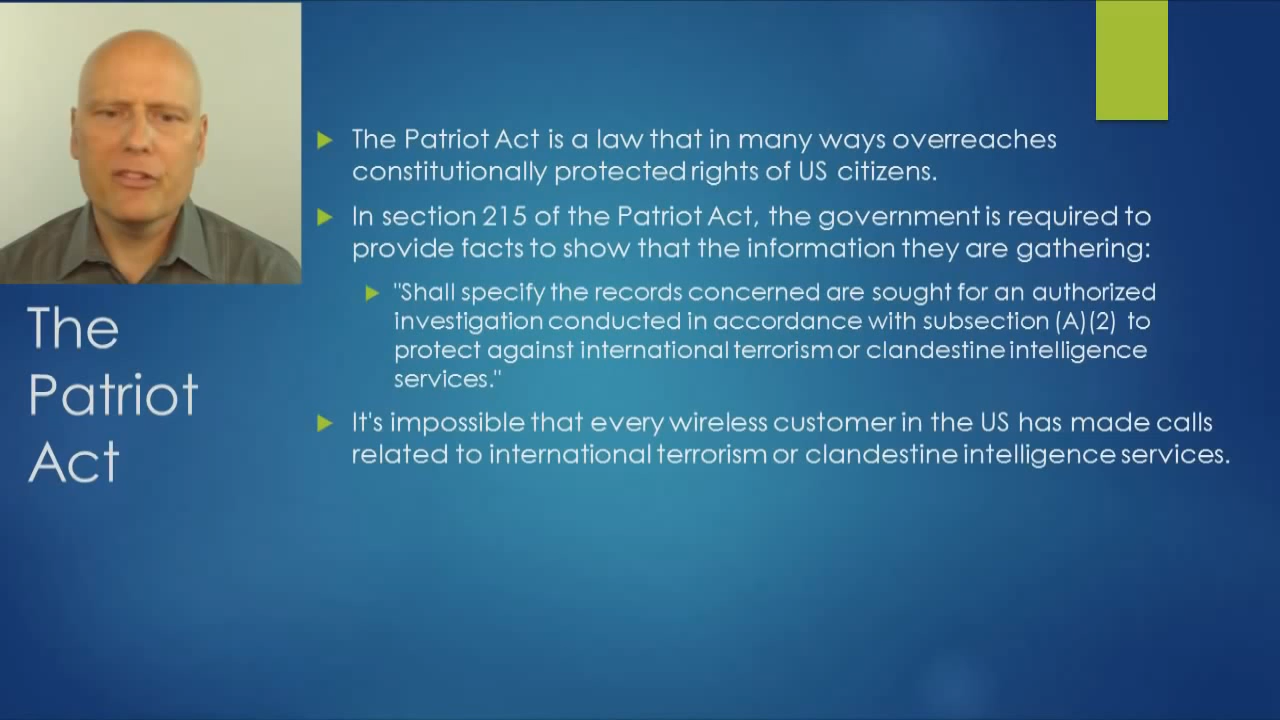 The Patriot Act is a law that in many ways overreaches
constitutionally protected rights of US citizens.
In section 215 of the Patriot Act, the government is required to
provide facts to show that the information they are gathering:
"Shall specify the records concerned are sought for an authorized
investigation conducted in accordance with subsection (A)(2) to
protect against international terrorism or clandestine intelligence
services."
It's impossible that every wireless customer in the US has made calls
related to international terrorism or clandestine intelligence services.
The
Patriot
Act